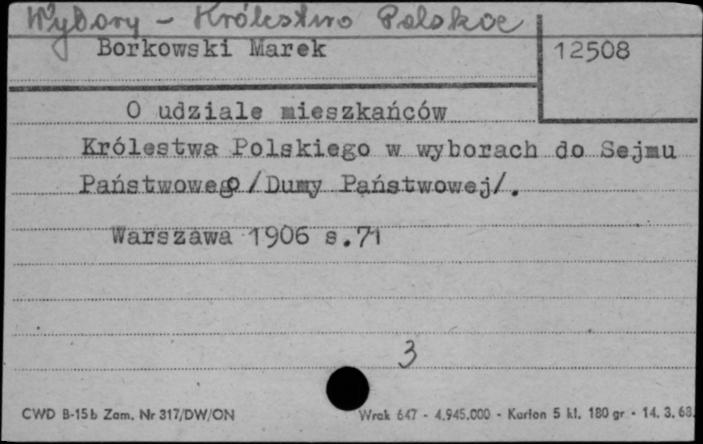 Wybory - Królestwo Polskie
Borkowski Marek
12508
O udziale mieszkańców
Królestwa Polskiego w wyborach do Sejmu
Państwowego/Dumy Państwowej/.
Warszawa 1906 s.71
3
CWD B-15b Zam. Nr 317/DW/ON
Wrak 647 - 4.945.000 - Karton 5 kl. 180 gr - 14. 3. 63.